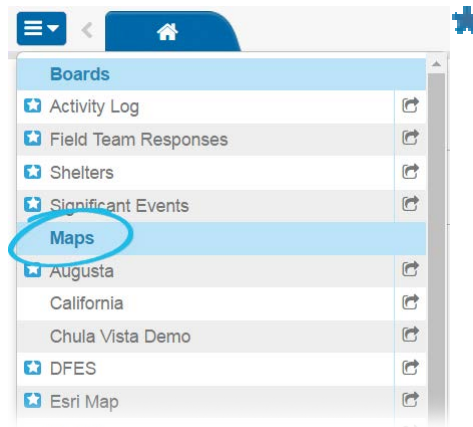 Boards
Activity Log
Field Team Responses
Shelters
Significant Events
Maps
Augusta
California
Chula Vista Demo
DFES
Esri Map